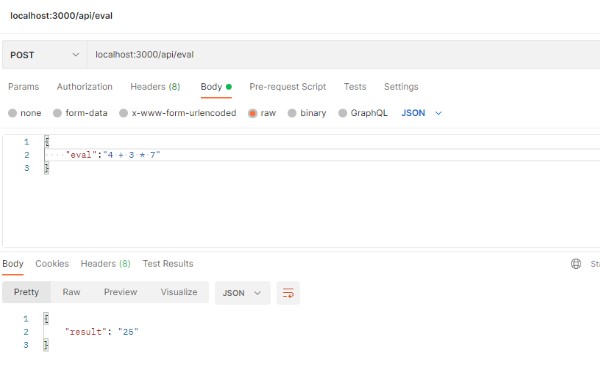 localhost:3000/api/eval
POST localhost:3000/api/eval
Params Authorization Headers (8) Body Pre-request Script Tests Settings
none form-data x-www-form-urlencoded raw binary GraphQL JSON
1 {
2 "eval":"4 + 3 * 7"
3 }
Body Cookies Headers (8) Test Results
Pretty Raw Preview Visualize JSON
1 {
2 "result": "25"
3 }